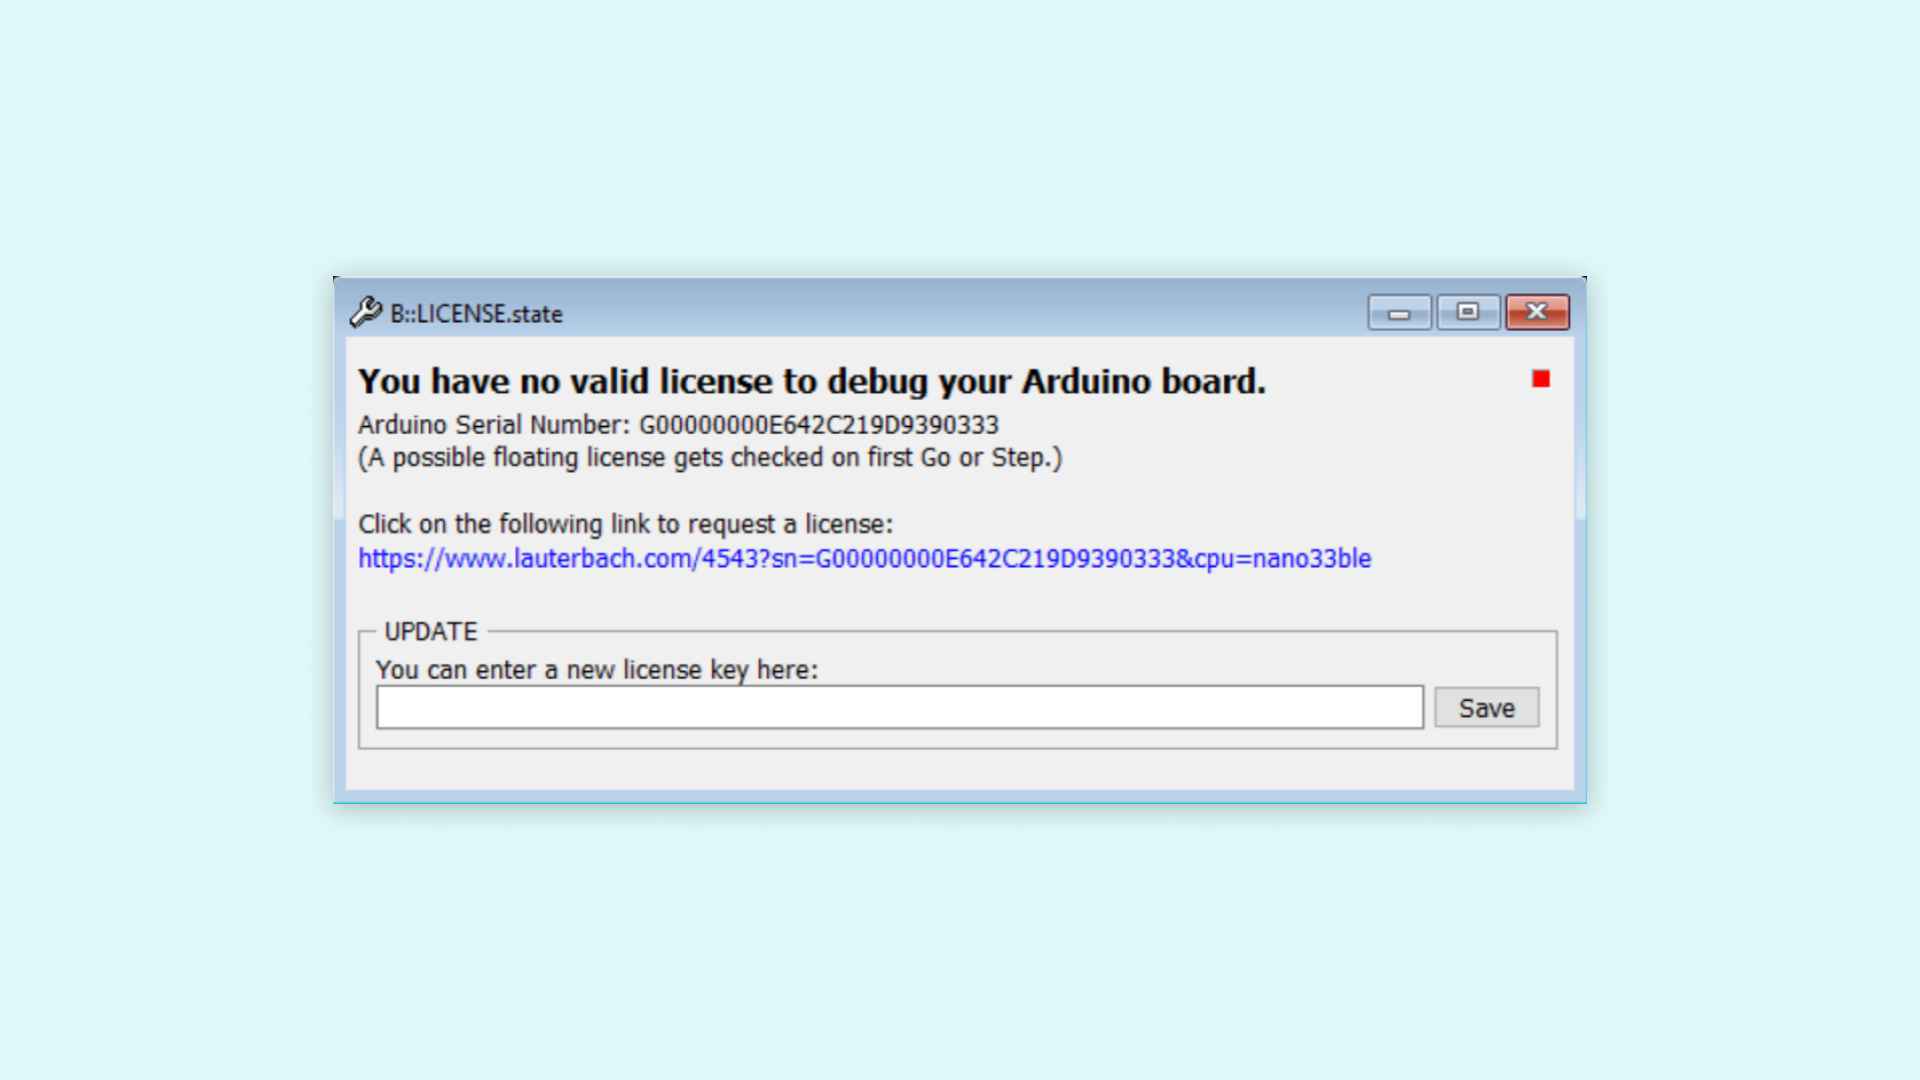 B::LICENSE.state
You have no valid license to debug your Arduino board.
Arduino Serial Number: G00000000E642C219D9390333
(A possible floating license gets checked on first Go or Step.)
Click on the following link to request a license:
https://www.lauterbach.com/4543?sn=G00000000E642C219D9390333&cpu=nano33ble
UPDATE
You can enter a new license key here:
Save